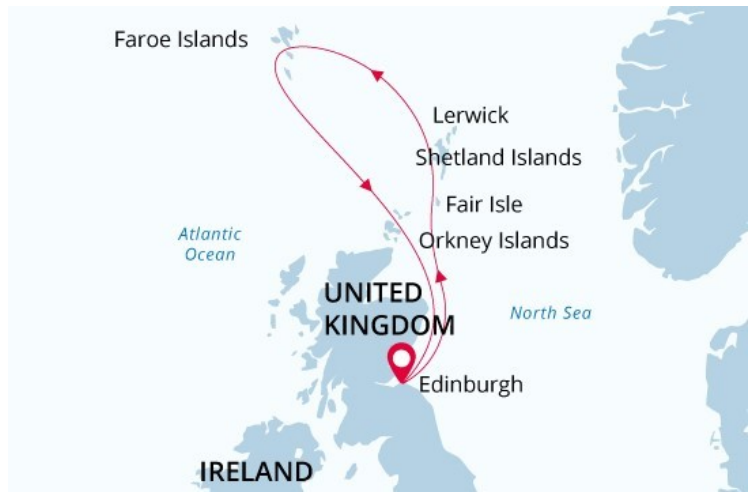 Faroe Islands
Lerwick
Shetland Islands
Fair Isle
Atlantic
Ocean
Orkney Islands
UNITED
KINGDOM
North Sea
Edinburgh
IRELAND